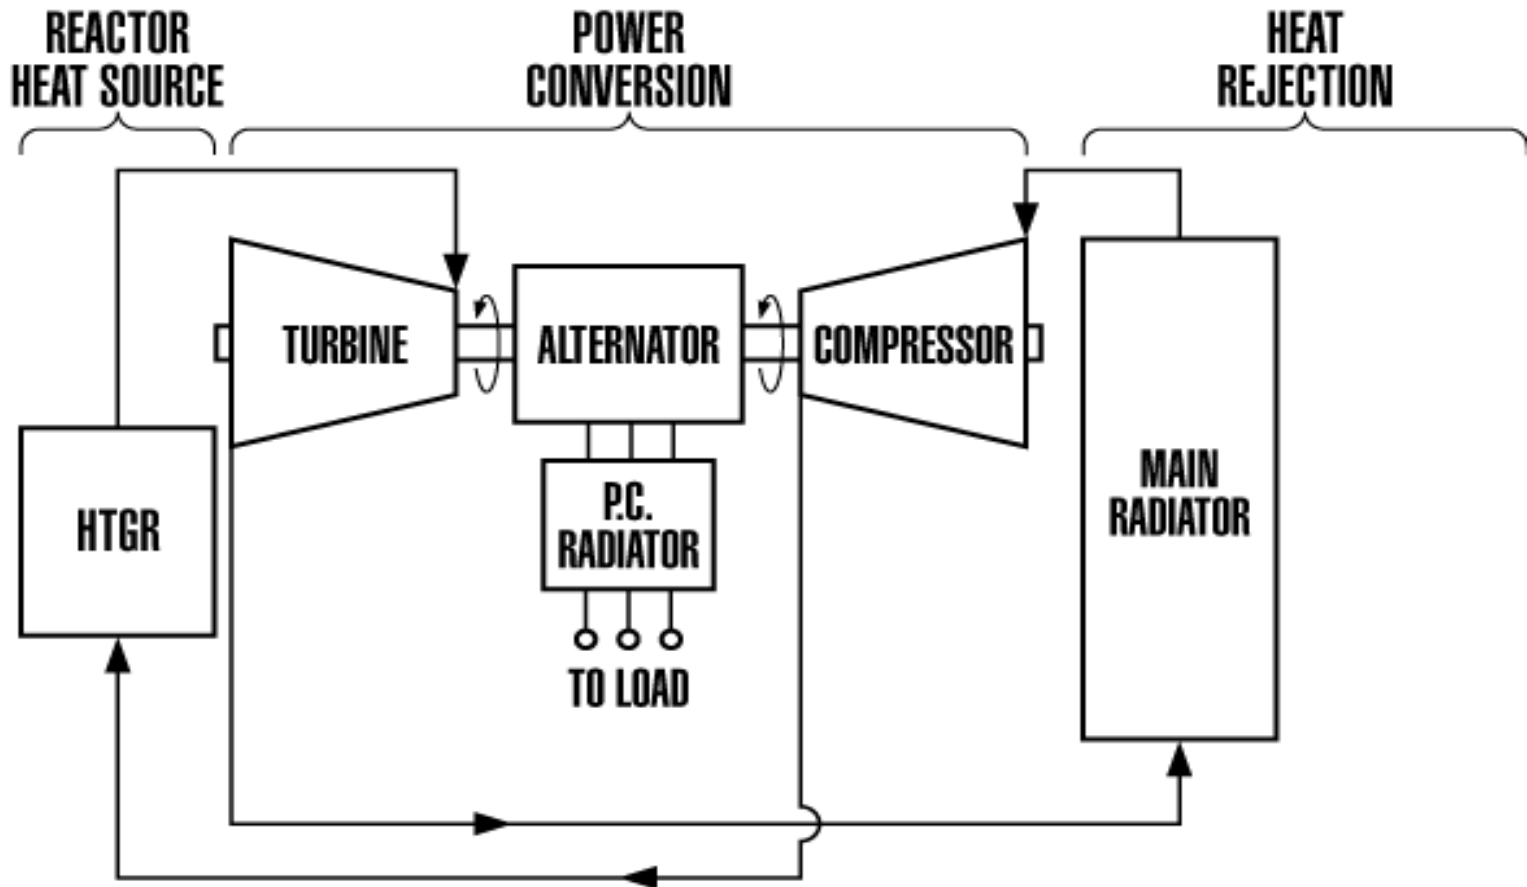 REACTOR
HEAT SOURCE
POWER
CONVERSION
HEAT
REJECTION
TURBINE
ALTERNATOR
COMPRESSOR
HTGR
P.C.
RADIATOR
MAIN
RADIATOR
TO LOAD